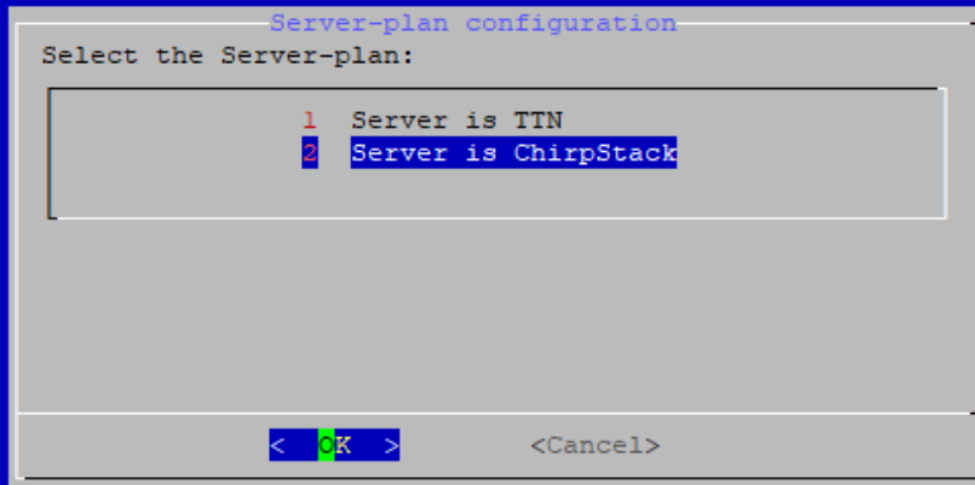 Server-plan configuration
Select the Server-plan:
1 Server is TTN
2 Server is ChirpStack
< OK > <Cancel>